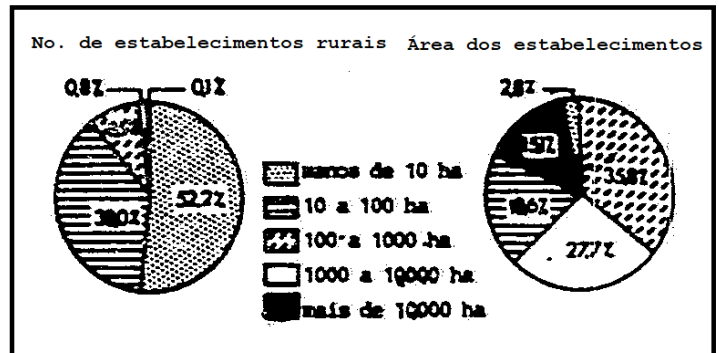 No. de estabelecimentos rurais Área dos estabelecimentos
0,8% 0,1% 2,8%
52,7%
35,8%
27,7%
menos de 10 ha
10 a 100 ha
100 a 1000 ha
1000 a 10000 ha
mais de 10000 ha